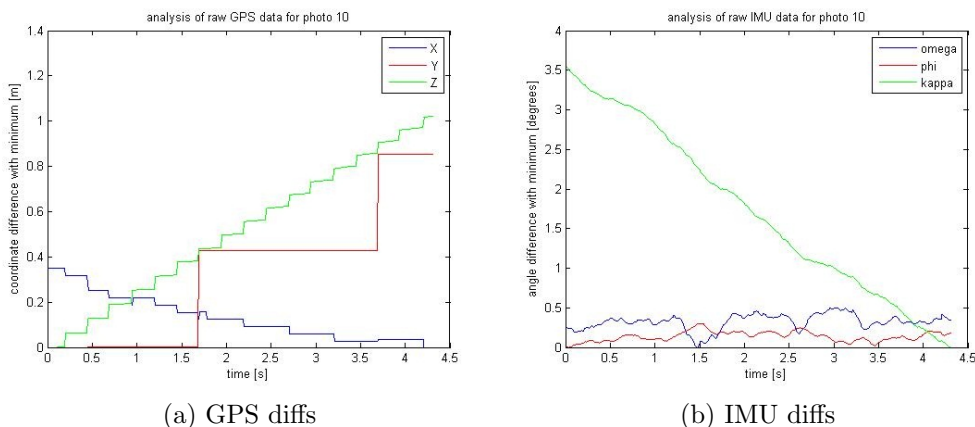 analysis of raw GPS data for photo 10
1.4
1.2
1
0.8
0.6
0.4
0.2
0
coordinate difference with minimum [m]
X
Y
Z
0 0.5 1 1.5 2 2.5 3 3.5 4 4.5
time [s]
(a) GPS diffs
analysis of raw IMU data for photo 10
4
3.5
3
2.5
2
1.5
1
0.5
0
angle difference with minimum [degrees]
omega
phi
kappa
0 0.5 1 1.5 2 2.5 3 3.5 4 4.5
time [s]
(b) IMU diffs